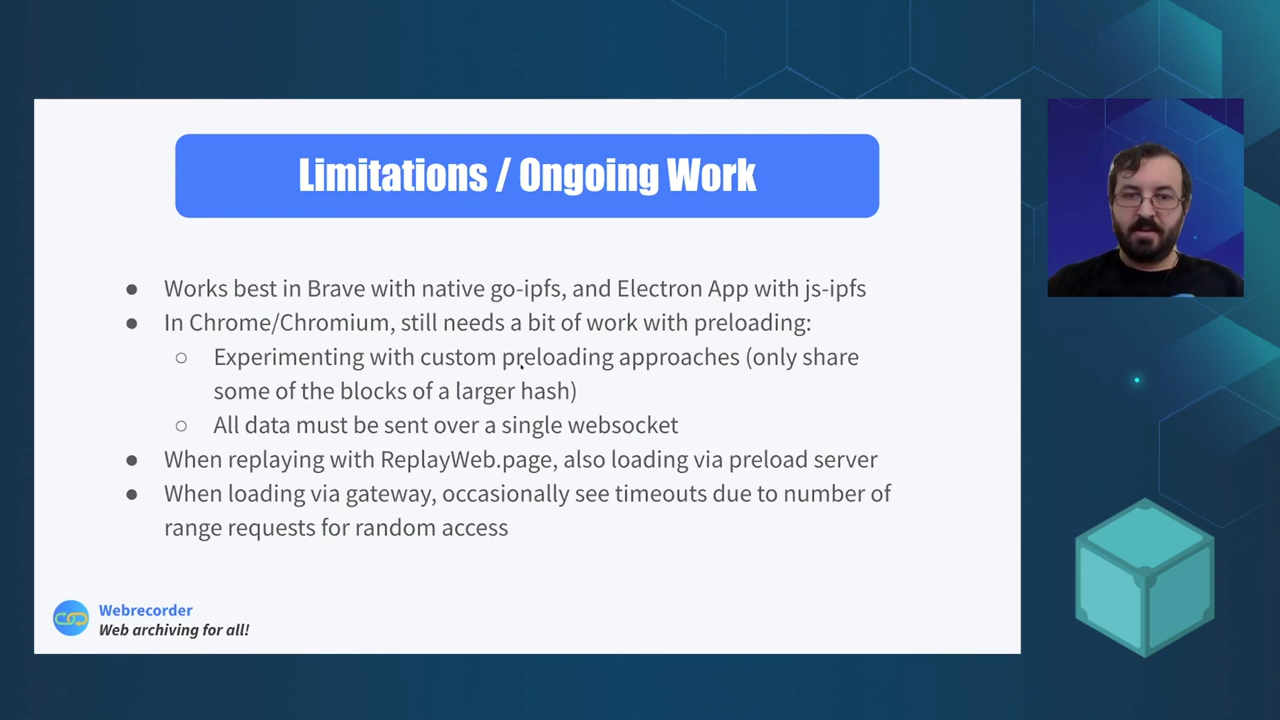 Limitations / Ongoing Work
● Works best in Brave with native go-ipfs, and Electron App with js-ipfs
● In Chrome/Chromium, still needs a bit of work with preloading:
○ Experimenting with custom preloading approaches (only share
some of the blocks of a larger hash)
○ All data must be sent over a single websocket
● When replaying with ReplayWeb.page, also loading via preload server
● When loading via gateway, occasionally see timeouts due to number of
range requests for random access
Webrecorder
Web archiving for all!